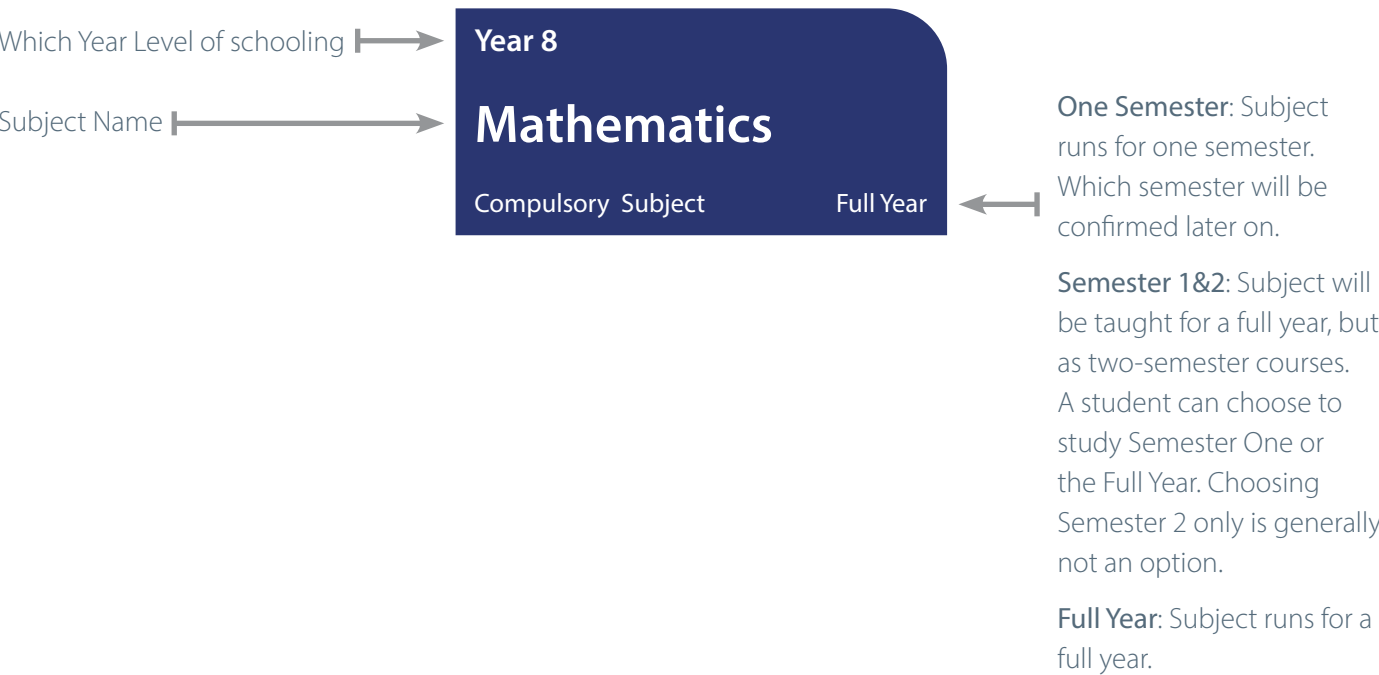 Which Year Level of schooling
Subject Name
Year 8
Mathematics
Compulsory Subject
Full Year
One Semester: Subject
runs for one semester.
Which semester will be
confirmed later on.
Semester 1&2: Subject will
be taught for a full year, but
as two-semester courses.
A student can choose to
study Semester One or
the Full Year. Choosing
Semester 2 only is generally
not an option.
Full Year: Subject runs for a
full year.